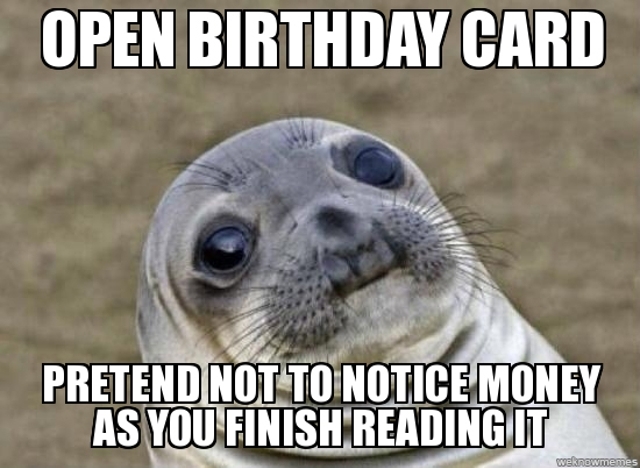 OPEN BIRTHDAY CARD
PRETEND NOT TO NOTICE MONEY
AS YOU FINISH READING IT
weknowmemes